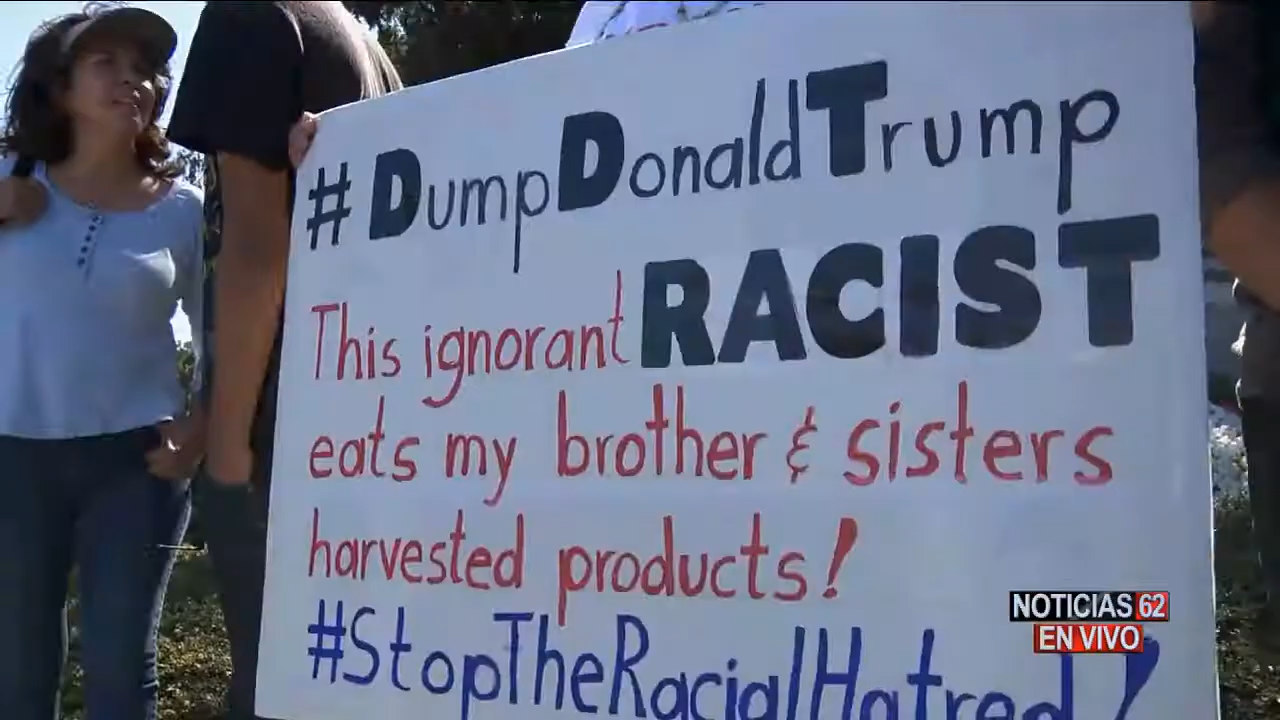 #DumpDonaldTrump
This ignorant RACIST
eats my brother & sisters
harvested products!
#StopTheRacialHatred!
NOTICIAS 62
EN VIVO